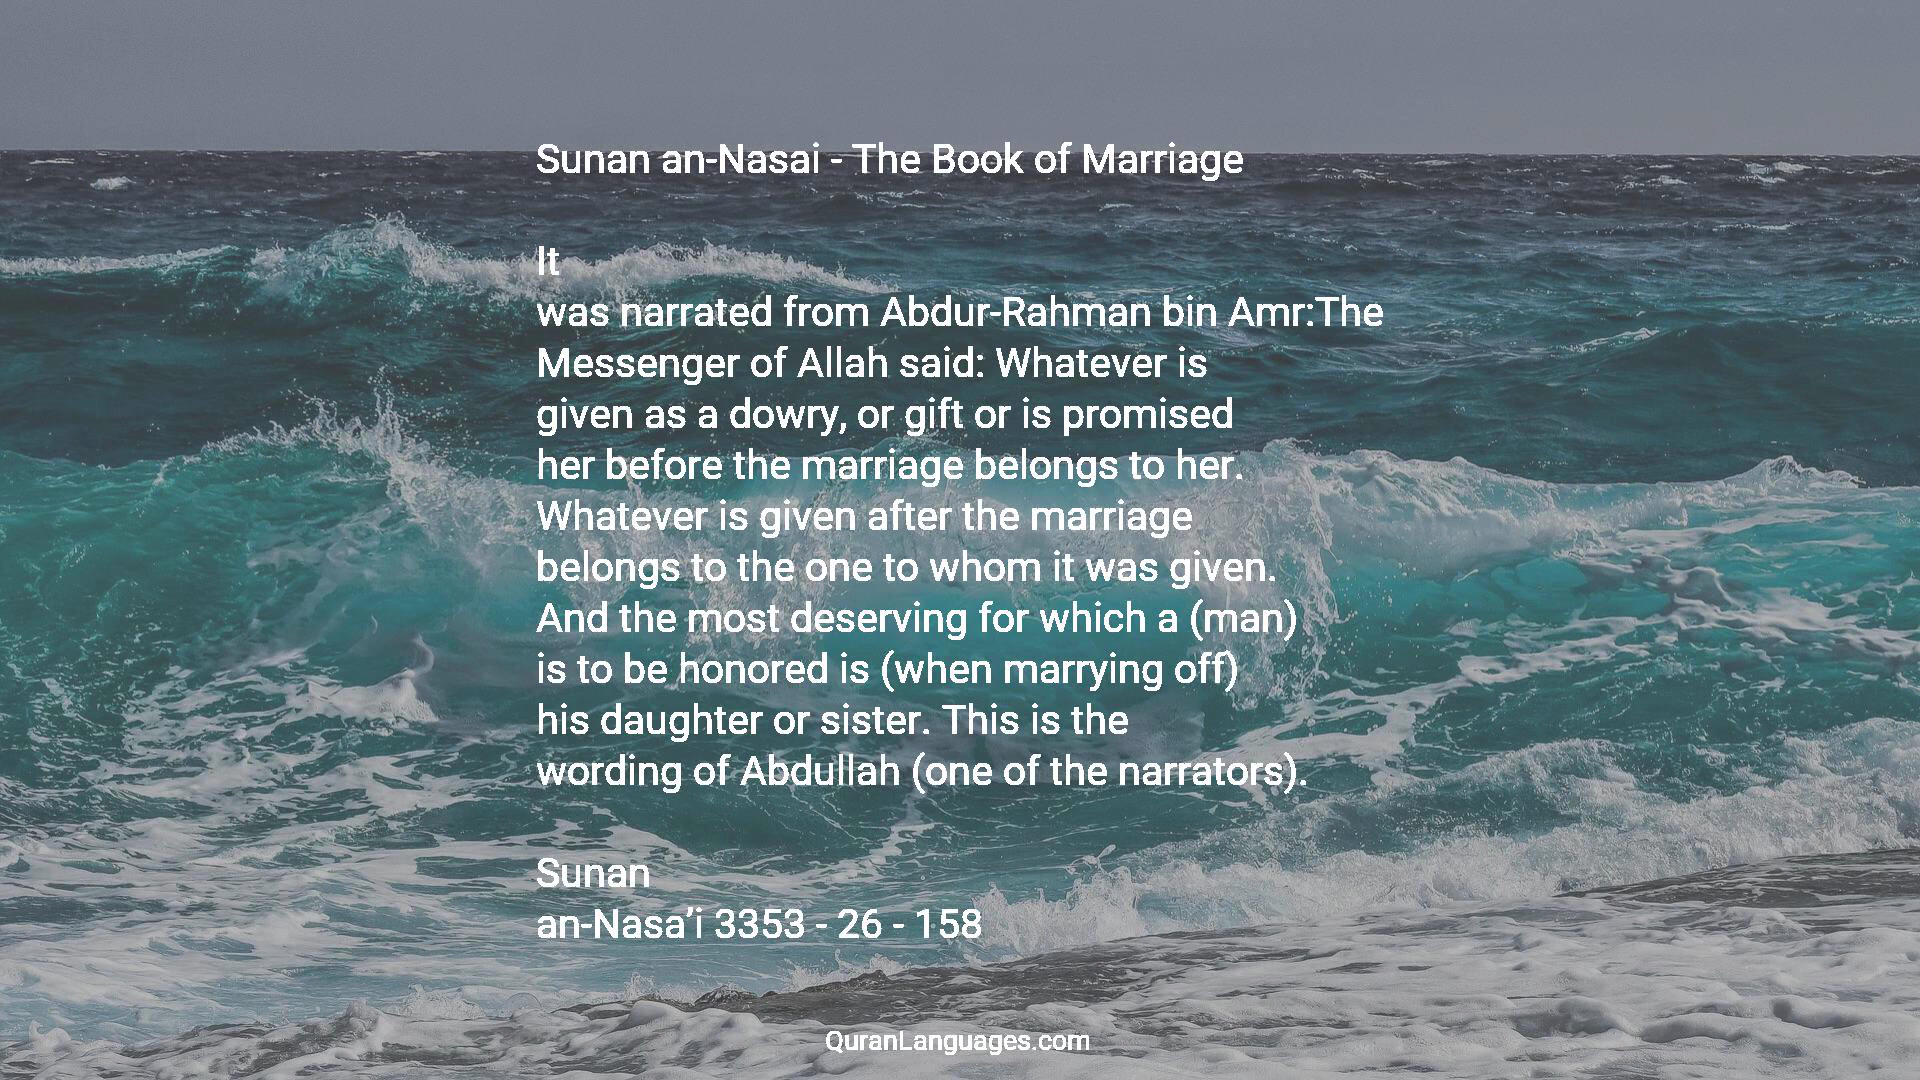 Sunan an-Nasai - The Book of Marriage
It
was narrated from Abdur-Rahman bin Amr:The
Messenger of Allah said: Whatever is
given as a dowry, or gift or is promised
her before the marriage belongs to her.
Whatever is given after the marriage
belongs to the one to whom it was given.
And the most deserving for which a (man)
is to be honored is (when marrying off)
his daughter or sister. This is the
wording of Abdullah (one of the narrators).
Sunan
an-Nasa’i 3353 - 26 - 158
QuranLanguages.com